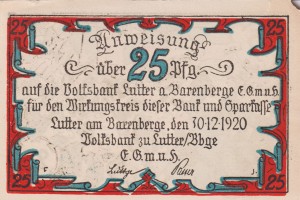 25 25
Anweisung
über 25 Pfg.
auf die Volksbank Lutter a. Barenberge E.G.m.u.H.
für den Wirkungskreis dieser Bank und Sparkasse
Lutter am Barenberge, den 30.12.1920
Volksbank zu Lutter/Bbge
E.G.m.u.H.
25 25